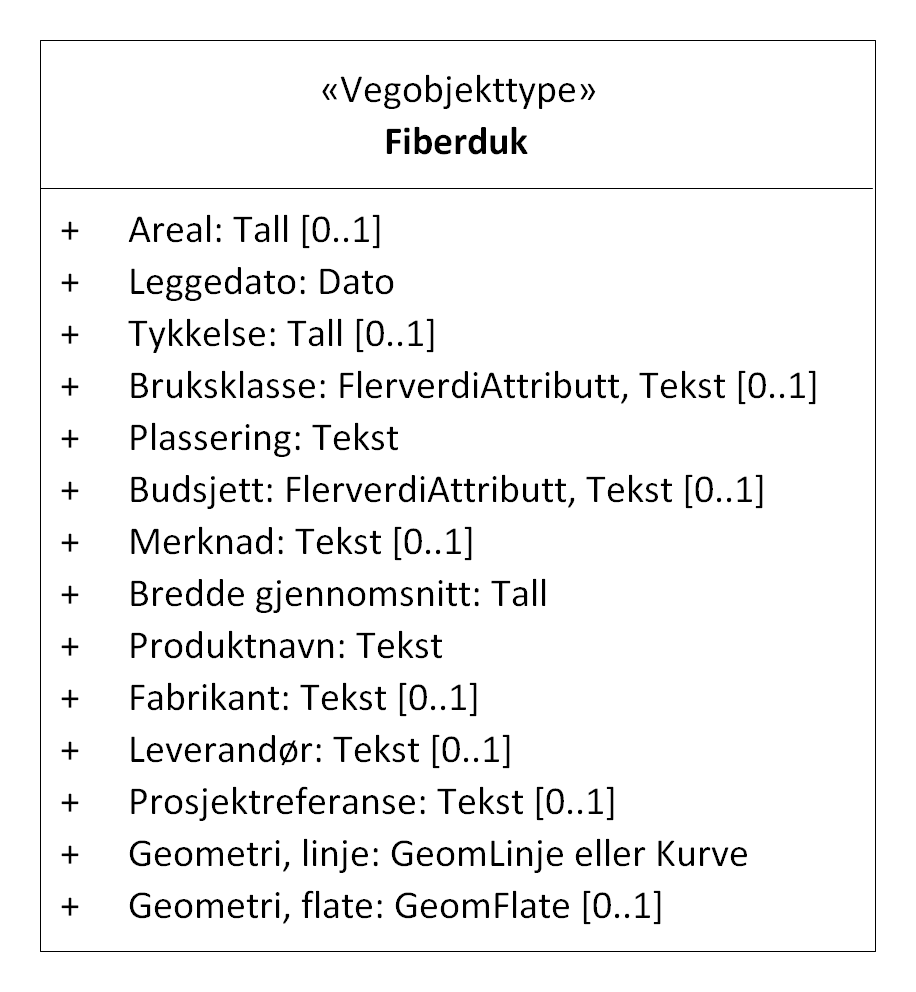 «Vegobjekttype»
Fiberduk
+ Areal: Tall [0..1]
+ Leggedato: Dato
+ Tykkelse: Tall [0..1]
+ Bruksklasse: FlerverdiAttributt, Tekst [0..1]
+ Plassering: Tekst
+ Budsjett: FlerverdiAttributt, Tekst [0..1]
+ Merknad: Tekst [0..1]
+ Bredde gjennomsnitt: Tall
+ Produktnavn: Tekst
+ Fabrikant: Tekst [0..1]
+ Leverandør: Tekst [0..1]
+ Prosjektreferanse: Tekst [0..1]
+ Geometri, linje: GeomLinje eller Kurve
+ Geometri, flate: GeomFlate [0..1]